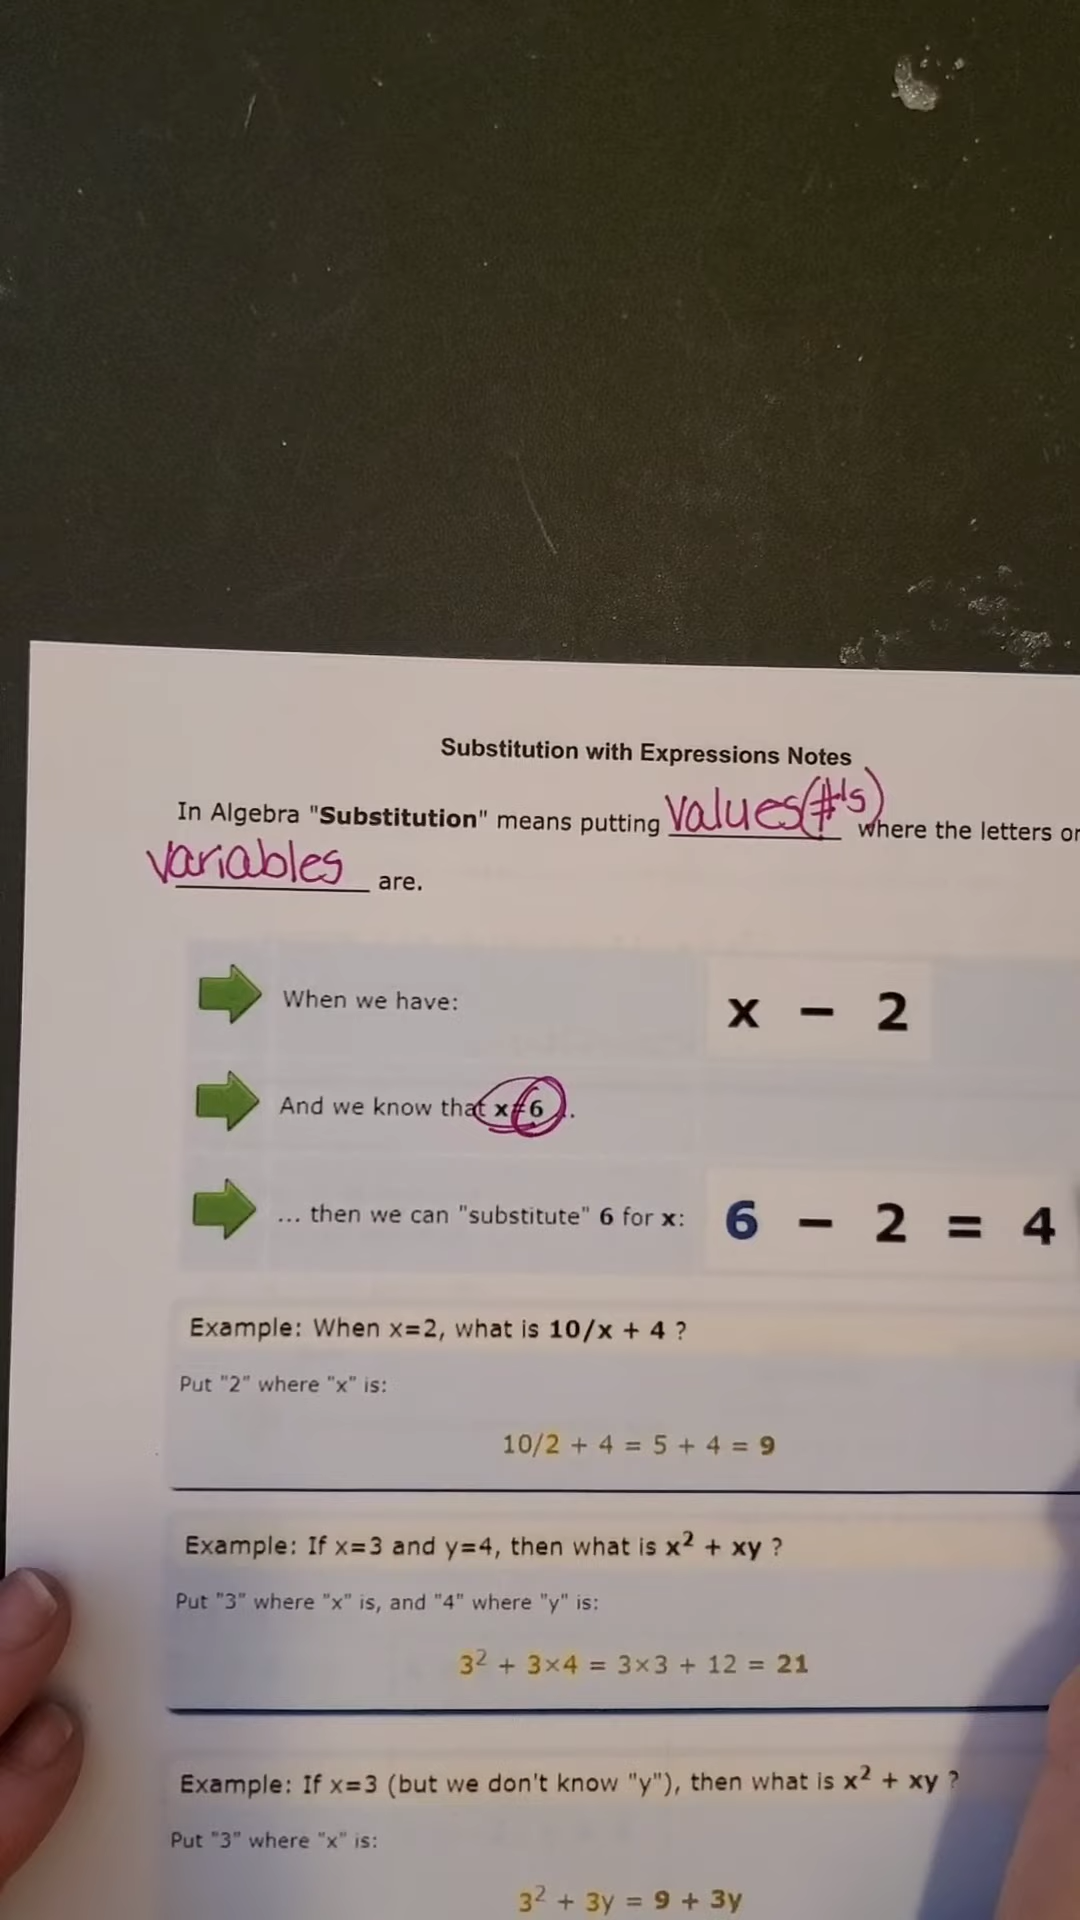 Substitution with Expressions Notes
In Algebra "Substitution" means putting values(#'s) where the letters or
variables are.
When we have: x - 2
And we know that x=6 ..
... then we can "substitute" 6 for x: 6 - 2 = 4
Example: When x=2, what is 10/x + 4 ?
Put "2" where "x" is:
10/2 + 4 = 5 + 4 = 9
Example: If x=3 and y=4, then what is x² + xy ?
Put "3" where "x" is, and "4" where "y" is:
3² + 3×4 = 3×3 + 12 = 21
Example: If x=3 (but we don't know "y"), then what is x² + xy ?
Put "3" where "x" is:
3² + 3y = 9 + 3y